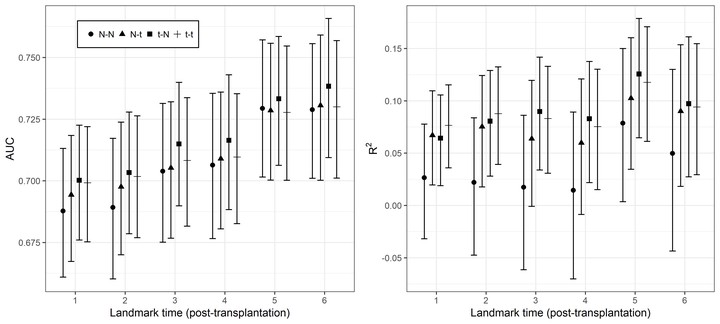 N-N N-t t-N t-t
AUC
0.750
0.725
0.700
0.675
1 2 3 4 5 6
Landmark time (post-transplantation)
R²
0.15
0.10
0.05
0.00
-0.05
1 2 3 4 5 6
Landmark time (post-transplantation)